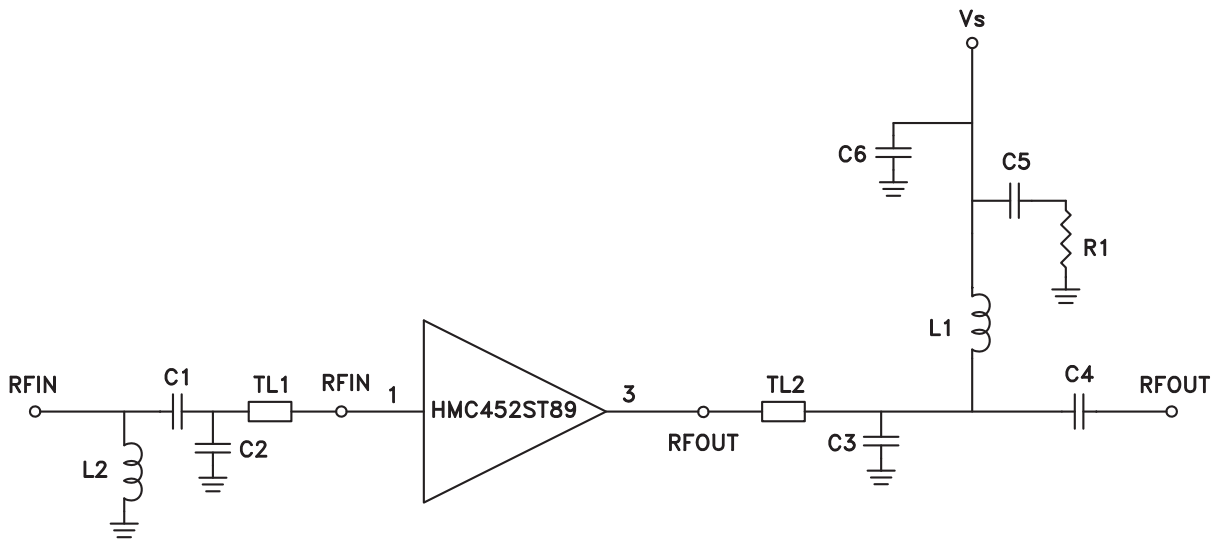 Vs
C6
C5
R1
L1
RFIN
C1
TL1
RFIN
1
HMC452ST89
3
RFOUT
TL2
C4
RFOUT
L2
C2
C3